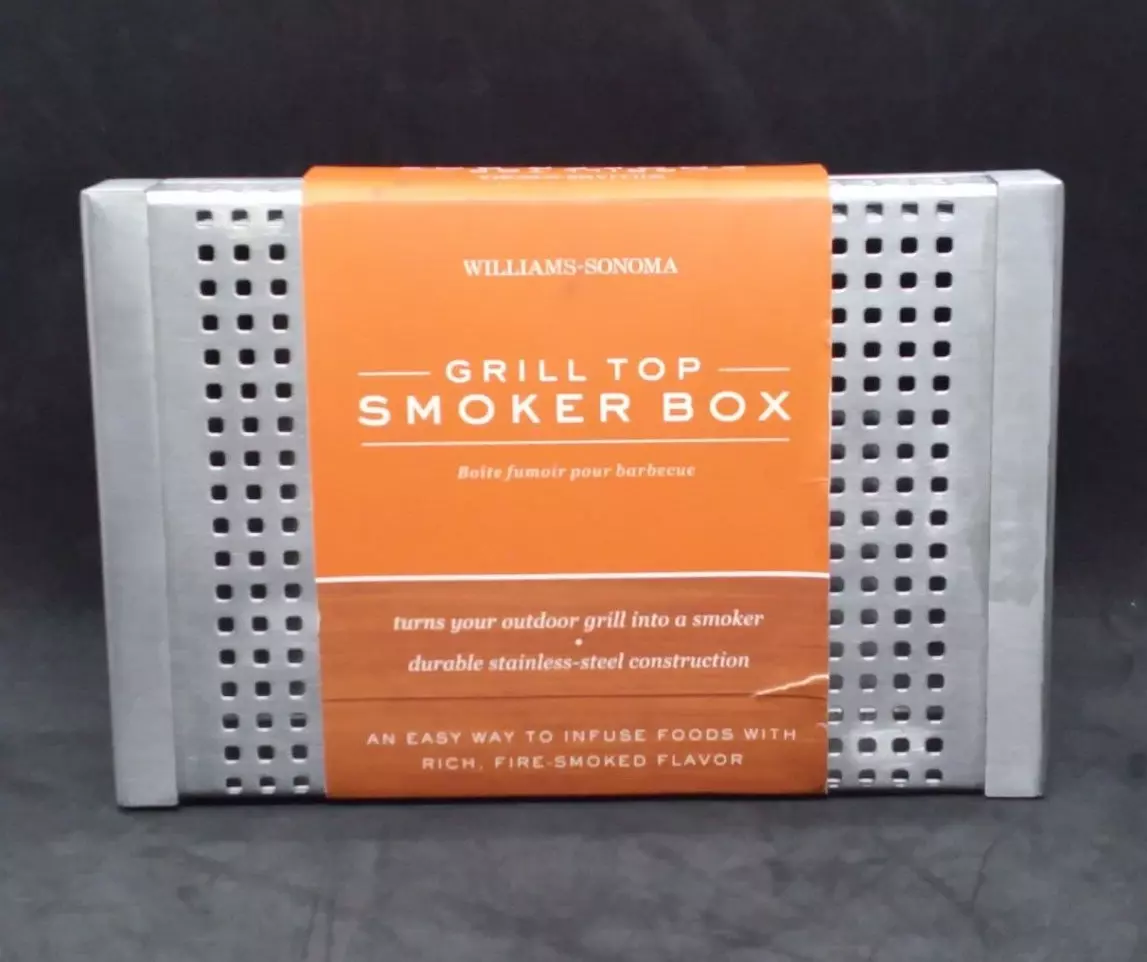 WILLIAMS-SONOMA
GRILL TOP
SMOKER BOX
Boîte fumoir pour barbecue
turns your outdoor grill into a smoker
•
durable stainless-steel construction
AN EASY WAY TO INFUSE FOODS WITH
RICH, FIRE-SMOKED FLAVOR